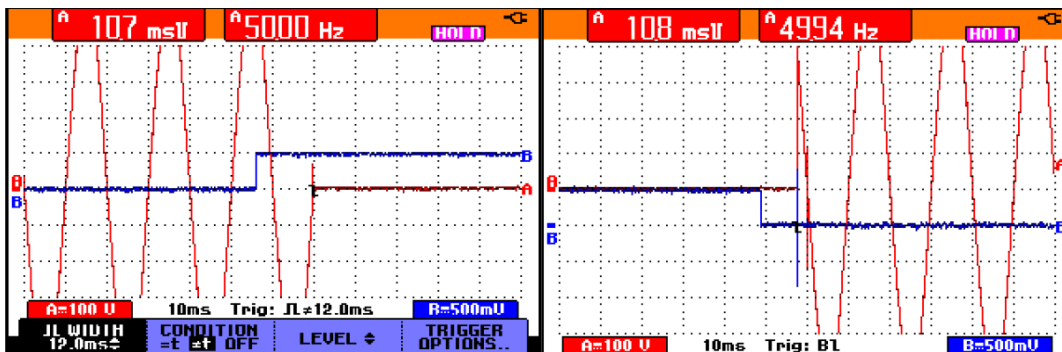 A 10.7 ms A 50.00 Hz
HOLD
B
A
B
A=100 V 10ms Trig: ≠12.0ms B=500mV
WIDTH CONDITION LEVEL TRIGGER
12.0ms =t ≠t OFF OPTIONS..
A 10.8 ms A 49.94 Hz
HOLD
A
B
A=100 V 10ms Trig: B B=500mV